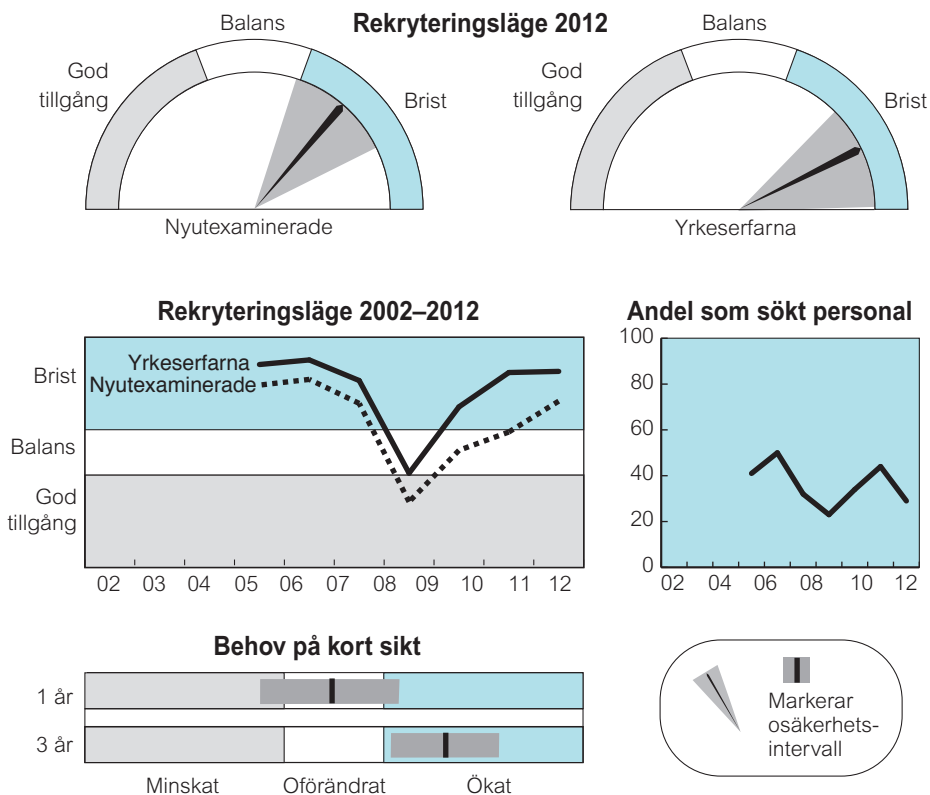 Rekryteringsläge 2012
Balans
God
tillgång
Brist
Nyutexaminerade
Balans
God
tillgång
Brist
Yrkeserfarna
Rekryteringsläge 2002–2012
Brist
Balans
God
tillgång
Yrkeserfarna
Nyutexaminerade
02 03 04 05 06 07 08 09 10 11 12
Andel som sökt personal
100
80
60
40
20
0
02 04 06 08 10 12
Behov på kort sikt
1 år
3 år
Minskat Oförändrat Ökat
Markerar
osäkerhets-
intervall